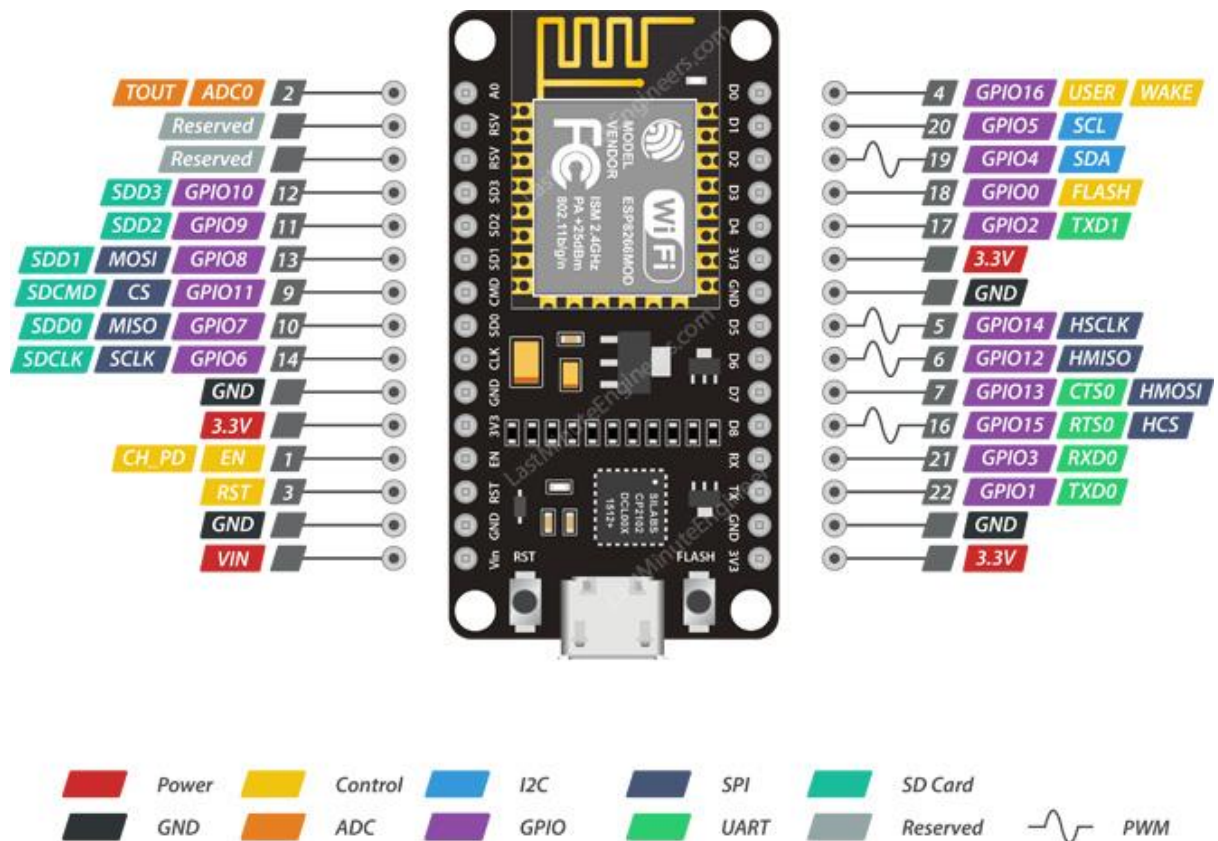 TOUT ADC0 2
Reserved
Reserved
SDD3 GPIO10 12
SDD2 GPIO9 11
SDD1 MOSI GPIO8 13
SDCMD CS GPIO11 9
SDD0 MISO GPIO7 10
SDCLK SCLK GPIO6 14
GND
3.3V
CH_PD EN 1
RST 3
GND
VIN
A0
RSV
RSV
SD3
SD2
SD1
CMD
SD0
CLK
GND
3V3
EN
RST
GND
Vin
MODEL
VENDOR
ESP8266MOD
FC
WiFi
ISM 2.4GHz
PA +25dBm
802.11b/g/n
SILABS
CP2102
DCL00X
1512+
RST
FLASH
LastMinuteEngineers.com
D0
D1
D2
D3
D4
3V3
GND
D5
D6
D7
D8
RX
TX
GND
3V3
4 GPIO16 USER WAKE
20 GPIO5 SCL
19 GPIO4 SDA
18 GPIO0 FLASH
17 GPIO2 TXD1
3.3V
GND
5 GPIO14 HSCLK
6 GPIO12 HMISO
7 GPIO13 CTS0 HMOSI
16 GPIO15 RTS0 HCS
21 GPIO3 RXD0
22 GPIO1 TXD0
GND
3.3V
Power Control I2C SPI SD Card
GND ADC GPIO UART Reserved PWM